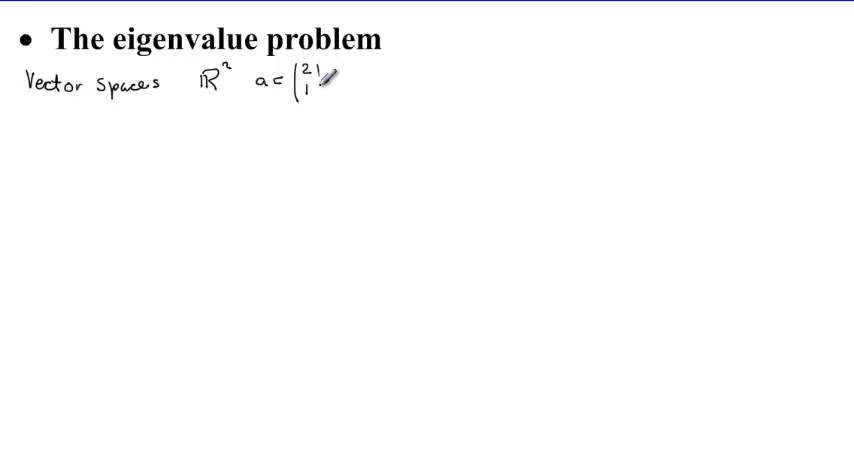 • The eigenvalue problem
Vector spaces ℝ² a = (2
1